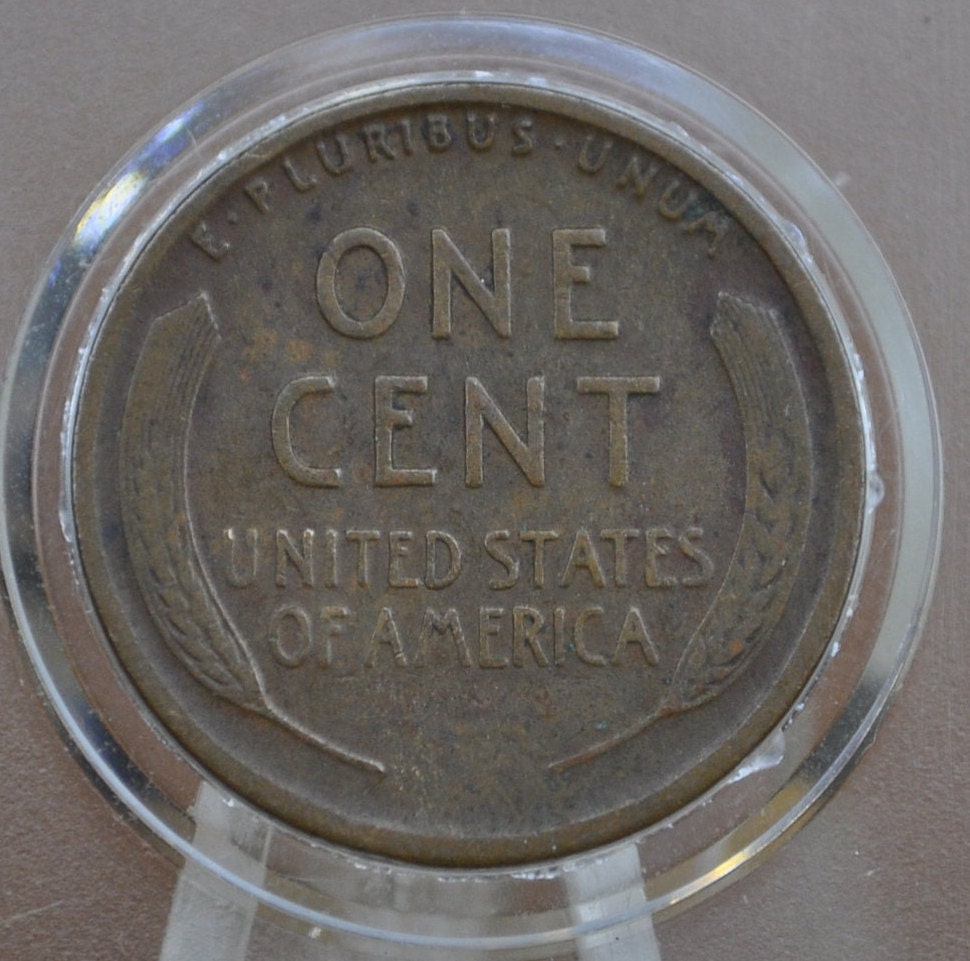 E · PLURIBUS · UNUM
ONE
CENT
UNITED STATES
OF AMERICA